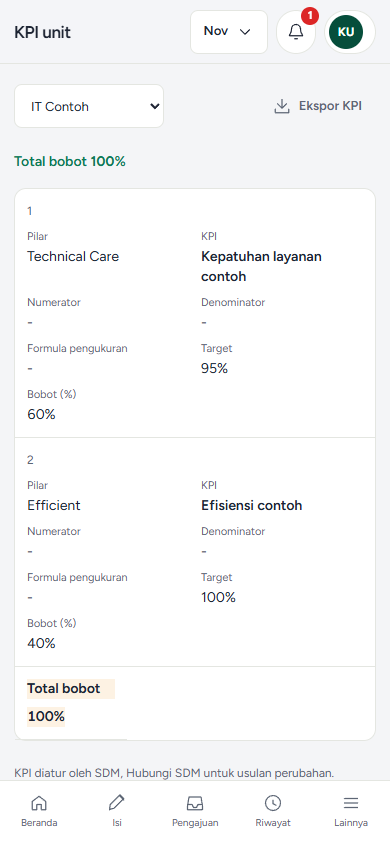 KPI unit
Nov
1
KU
IT Contoh
Ekspor KPI
Total bobot 100%
1
Pilar
KPI
Technical Care
Kepatuhan layanan
contoh
Numerator
Denominator
-
-
Formula pengukuran
Target
-
95%
Bobot (%)
60%
2
Pilar
KPI
Efficient
Efisiensi contoh
Numerator
Denominator
-
-
Formula pengukuran
Target
-
100%
Bobot (%)
40%
Total bobot
100%
KPI diatur oleh SDM, Hubungi SDM untuk usulan perubahan.
Beranda
Isi
Pengajuan
Riwayat
Lainnya